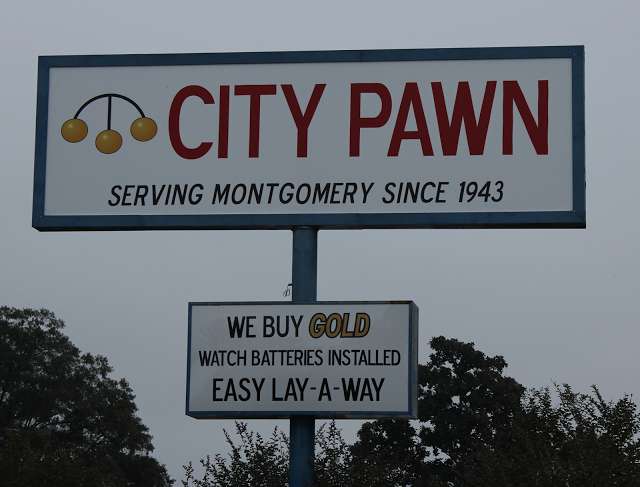 CITY PAWN
SERVING MONTGOMERY SINCE 1943
WE BUY GOLD
WATCH BATTERIES INSTALLED
EASY LAY-A-WAY